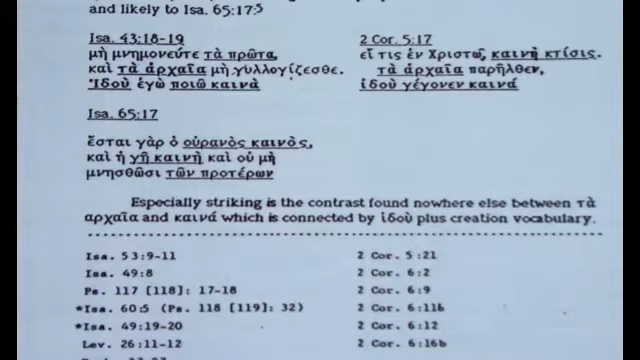 and likely to Isa. 65:17:5
Isa. 43:18-19
μὴ μνημονεύτε τὰ πρῶτα,
καὶ τὰ ἀρχαῖα μὴ γυλλογίζεσθε.
Ἰδοὺ ἐγὼ ποιῶ καινὰ
2 Cor. 5:17
εἴ τις ἐν Χριστῷ, καινὴ κτίσις.
τὰ ἀρχαῖα παρῆλθεν,
ἰδοὺ γέγονεν καινά
Isa. 65:17
ἔσται γὰρ ὁ οὐρανὸς καινὸς,
καὶ ἡ γῆ καινὴ καὶ οὐ μὴ
μνησθῶσι τῶν προτέρων
Especially striking is the contrast found nowhere else between τὰ
αρχαῖα and καινά which is connected by ἰδοὺ plus creation vocabulary.
Isa. 53:9-11 2 Cor. 5:21
Isa. 49:8 2 Cor. 6:2
Ps. 117 [118]: 17-18 2 Cor. 6:9
*Isa. 60:5 (Ps. 118 [119]: 32) 2 Cor. 6:11b
*Isa. 49:19-20 2 Cor. 6:12
Lev. 26:11-12 2 Cor. 6:16b